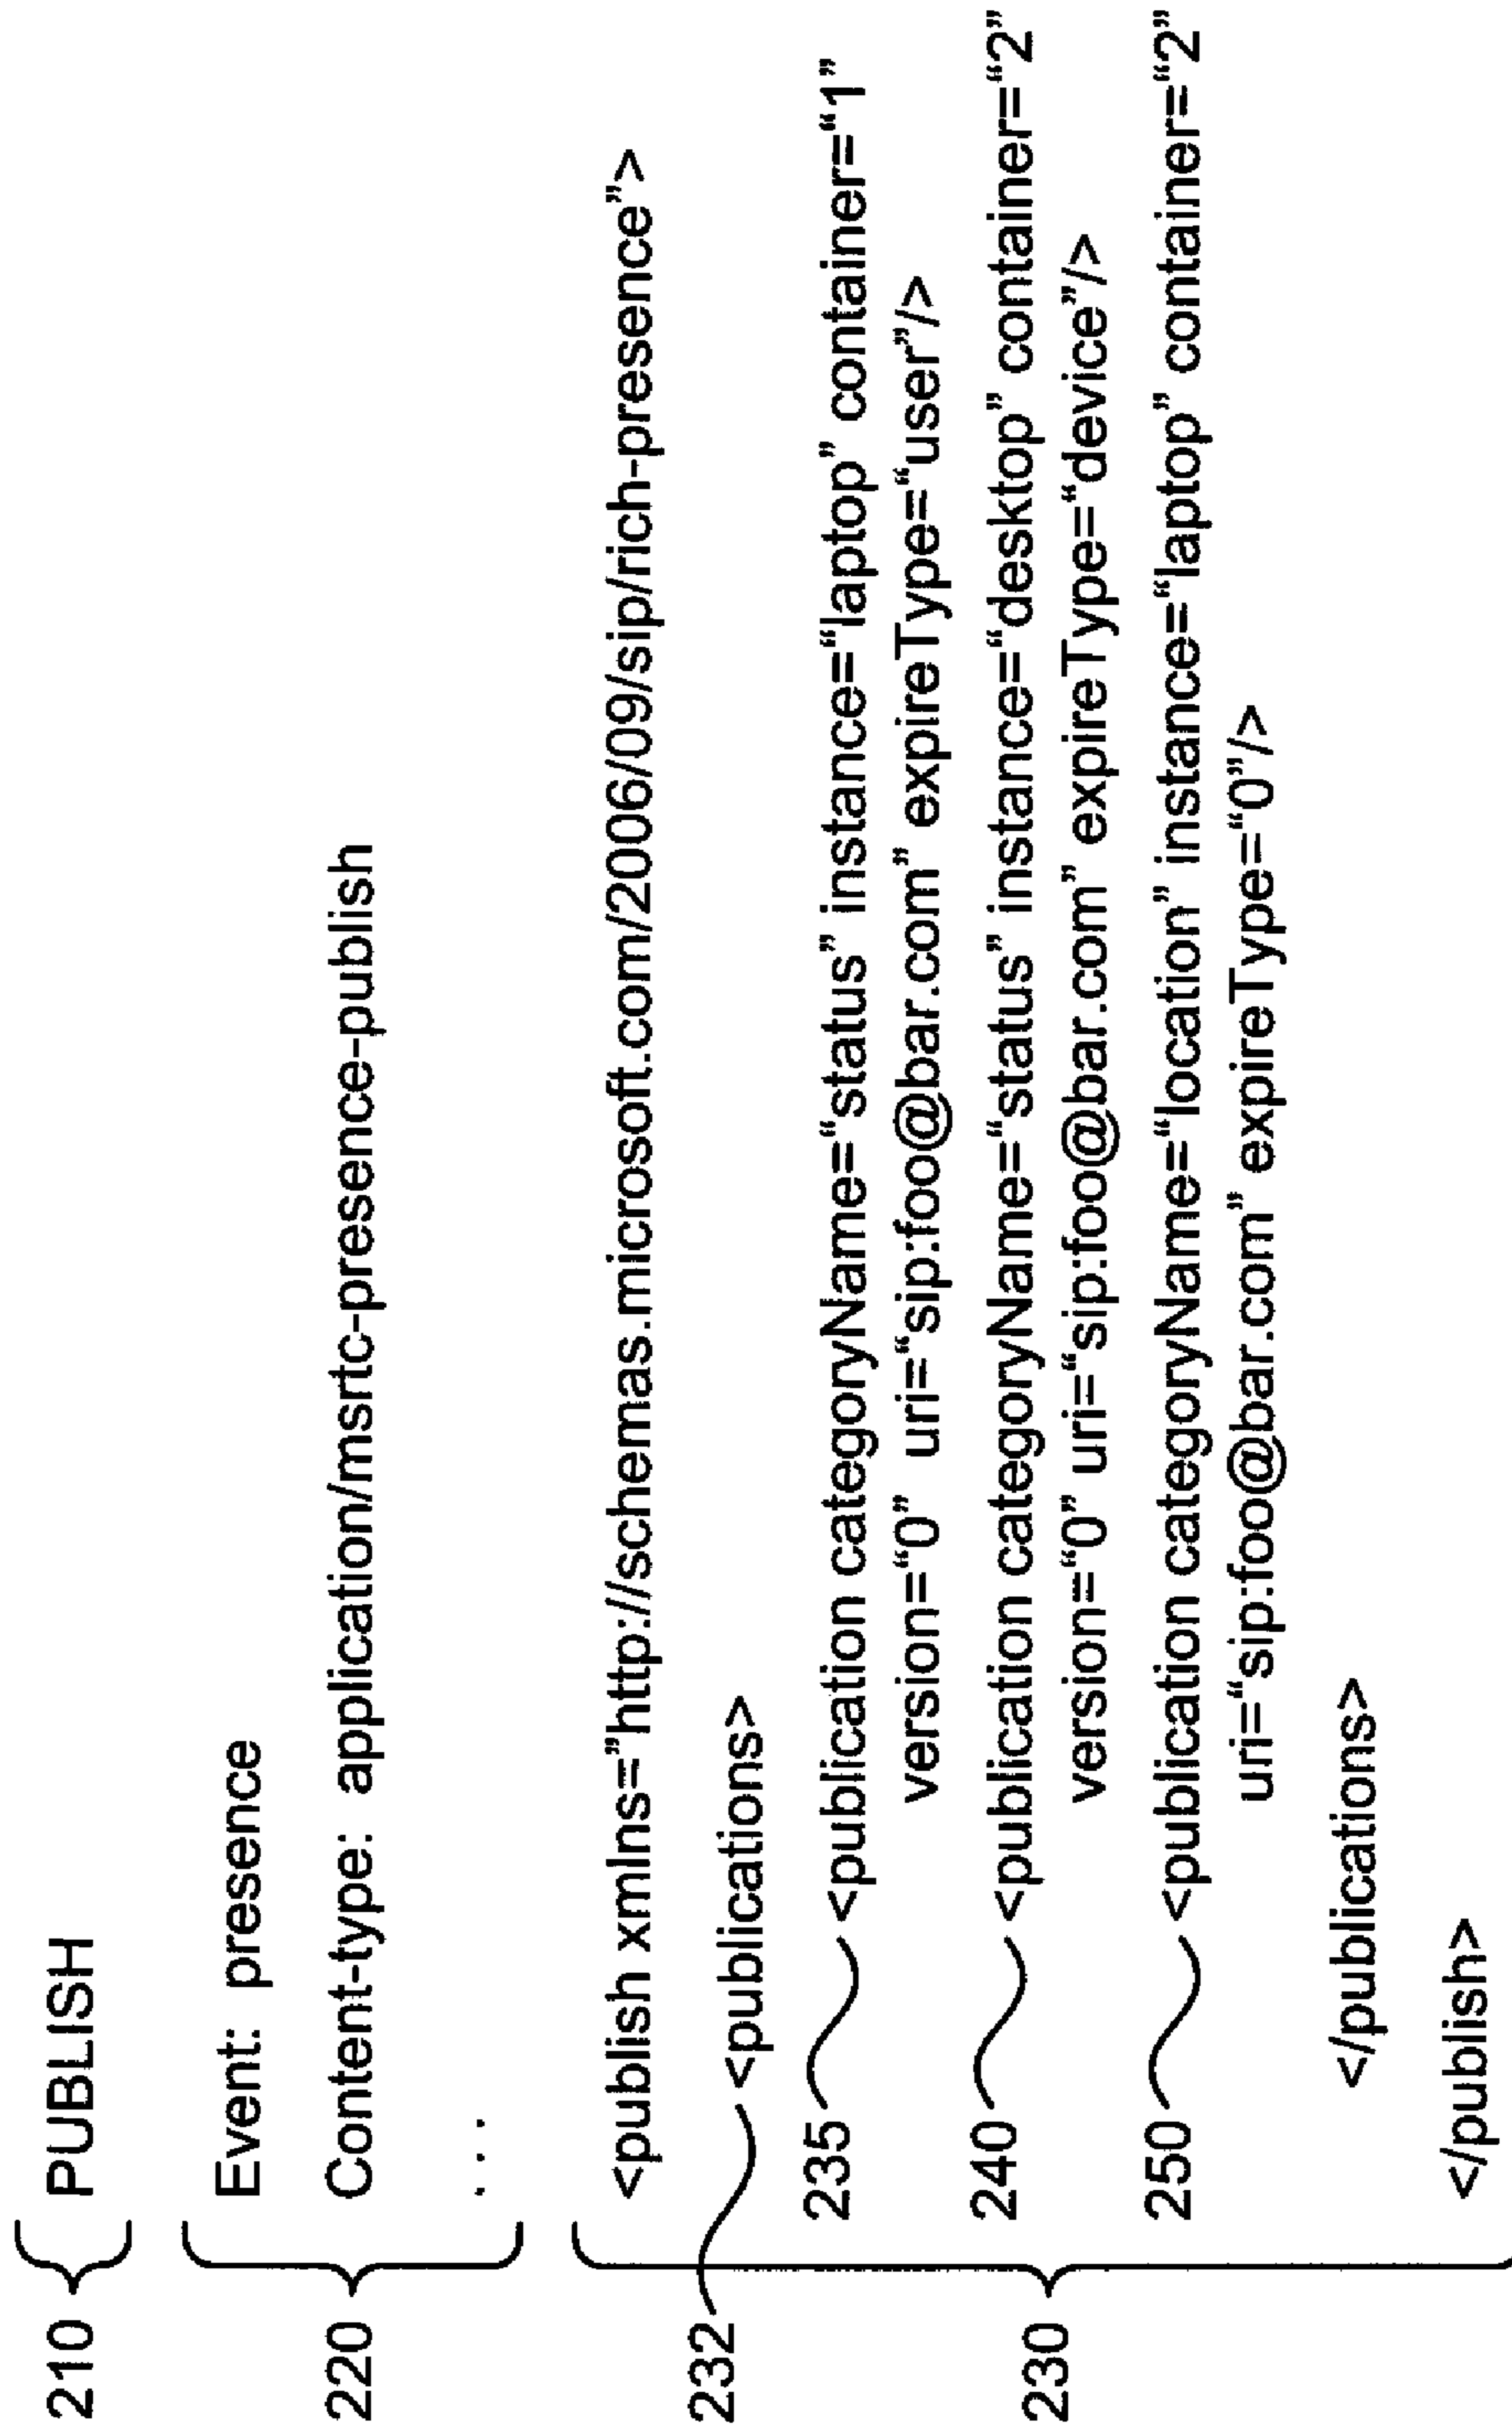 210 PUBLISH
Event: presence
220 Content-type: application/msrtc-presence-publish
. . .
<publish xmlns=”http://schemas.microsoft.com/2006/09/sip/rich-presence”>
232 <publications>
235 <publication categoryName=“status” instance=“laptop” container=“1”
version=“0” uri=“sip:foo@bar.com” expireType=“user”/>
240 <publication categoryName=“status” instance=“desktop” container=“2”
version=“0” uri=“sip:foo@bar.com” expireType=“device”/>
250 <publication categoryName=“location” instance=“laptop” container=“2”
uri=“sip:foo@bar.com” expireType=“0”/>
230
</publications>
</publish>